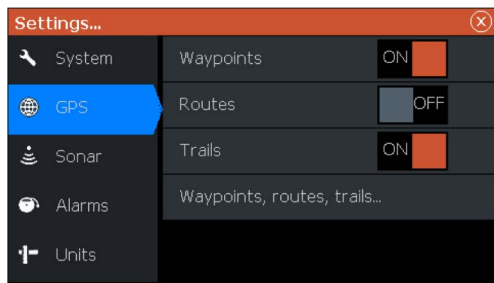 Settings...
System
GPS
Sonar
Alarms
Units
Waypoints ON
Routes OFF
Trails ON
Waypoints, routes, trails...